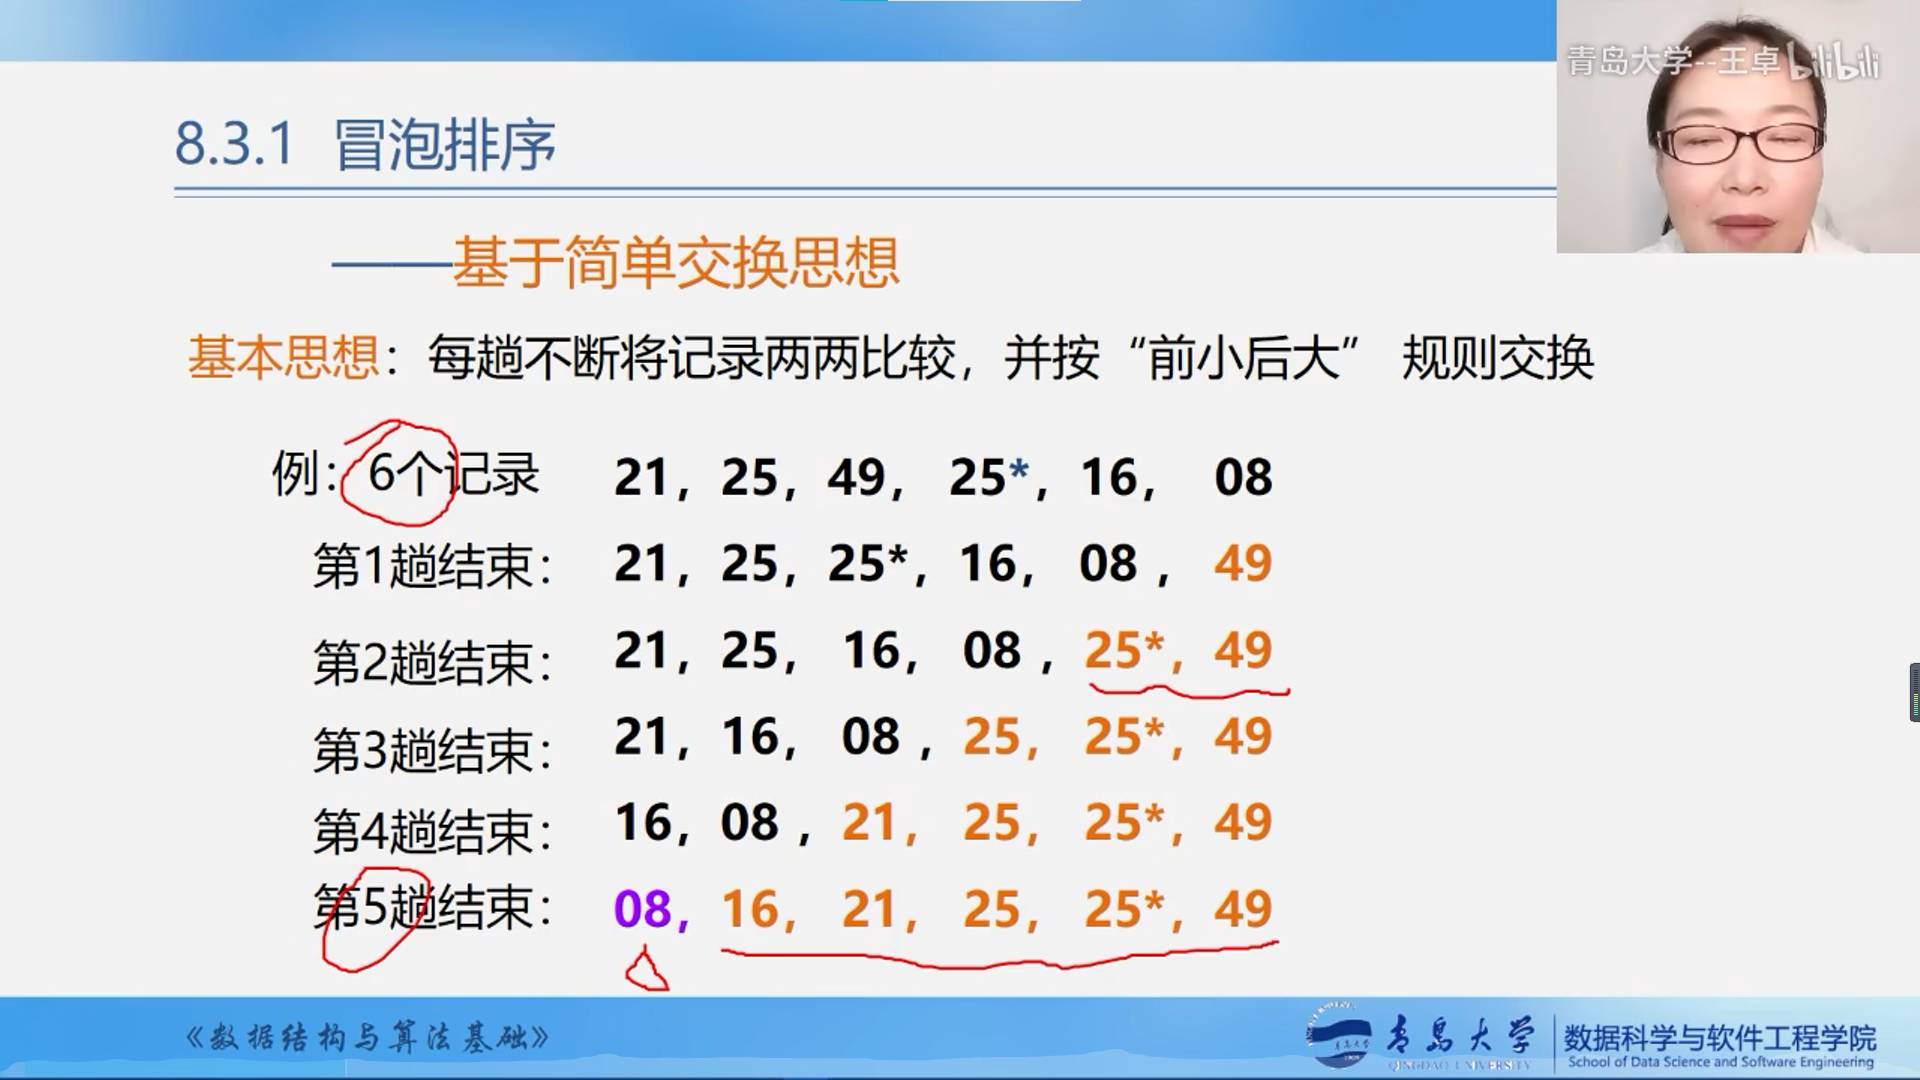 青岛大学--王卓 bilibili
8.3.1 冒泡排序
——基于简单交换思想
基本思想：每趟不断将记录两两比较，并按“前小后大” 规则交换
例： 6个记录 21, 25, 49, 25*, 16, 08
第1趟结束： 21, 25, 25*, 16, 08, 49
第2趟结束： 21, 25, 16, 08, 25*, 49
第3趟结束： 21, 16, 08, 25, 25*, 49
第4趟结束： 16, 08, 21, 25, 25*, 49
第5趟结束： 08, 16, 21, 25, 25*, 49
《数据结构与算法基础》
青岛大学
QINGDAO UNIVERSITY
数据科学与软件工程学院
School of Data Science and Software Engineering